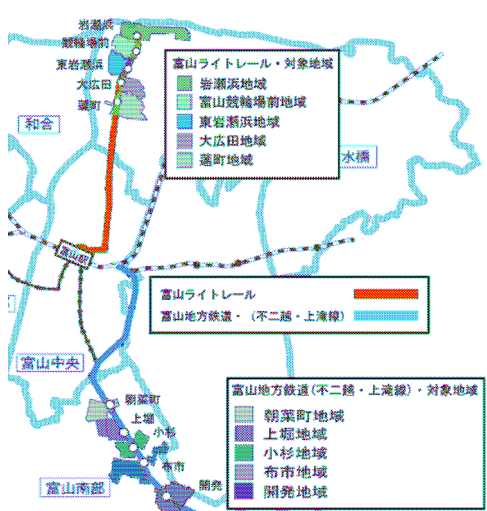 岩瀬浜
競輪場前
東岩瀬浜
大広田
蓮町
和合
富山ライトレール・対象地域
岩瀬浜地域
富山競輪場前地域
東岩瀬浜地域
大広田地域
蓮町地域
水橋
富山駅
富山ライトレール
富山地方鉄道・（不二越・上滝線）
富山中央
富山地方鉄道(不二越・上滝線)・対象地域
朝菜町地域
上堀地域
小杉地域
布市地域
開発地域
朝菜町
上堀
小杉
布市
開発
富山南部